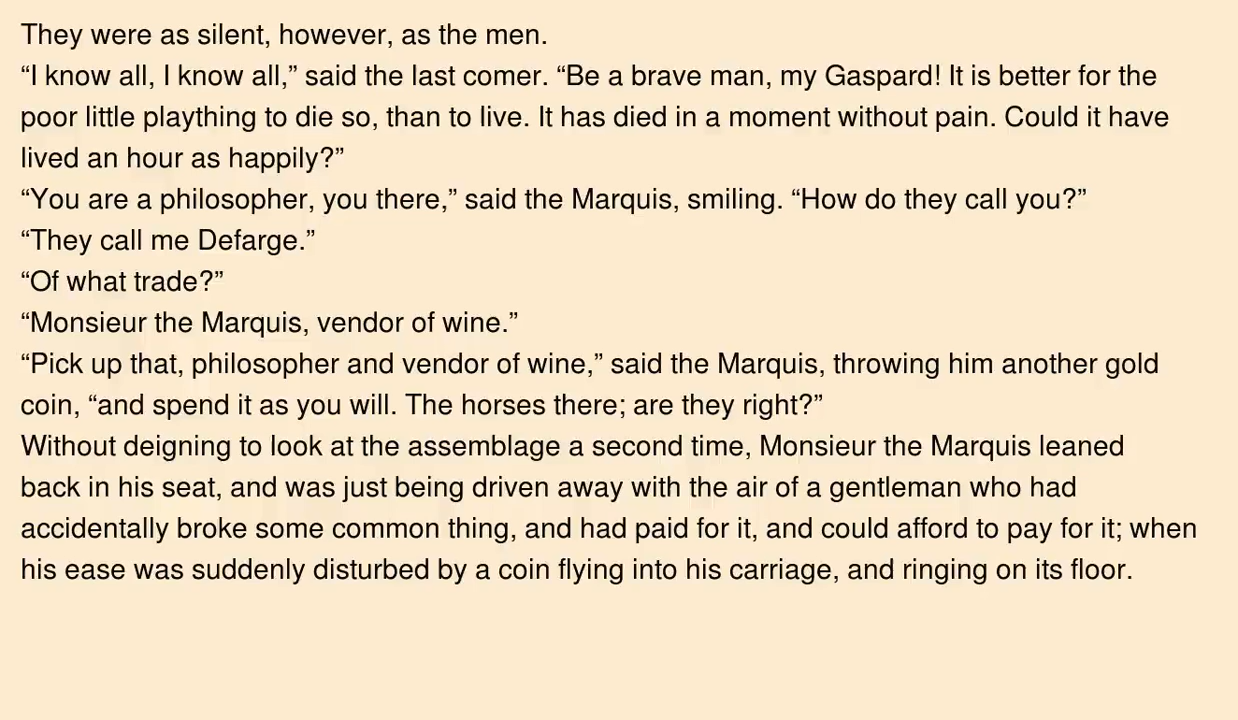 They were as silent, however, as the men.
“I know all, I know all,” said the last comer. “Be a brave man, my Gaspard! It is better for the
poor little plaything to die so, than to live. It has died in a moment without pain. Could it have
lived an hour as happily?”
“You are a philosopher, you there,” said the Marquis, smiling. “How do they call you?”
“They call me Defarge.”
“Of what trade?”
“Monsieur the Marquis, vendor of wine.”
“Pick up that, philosopher and vendor of wine,” said the Marquis, throwing him another gold
coin, “and spend it as you will. The horses there; are they right?”
Without deigning to look at the assemblage a second time, Monsieur the Marquis leaned
back in his seat, and was just being driven away with the air of a gentleman who had
accidentally broke some common thing, and had paid for it, and could afford to pay for it; when
his ease was suddenly disturbed by a coin flying into his carriage, and ringing on its floor.